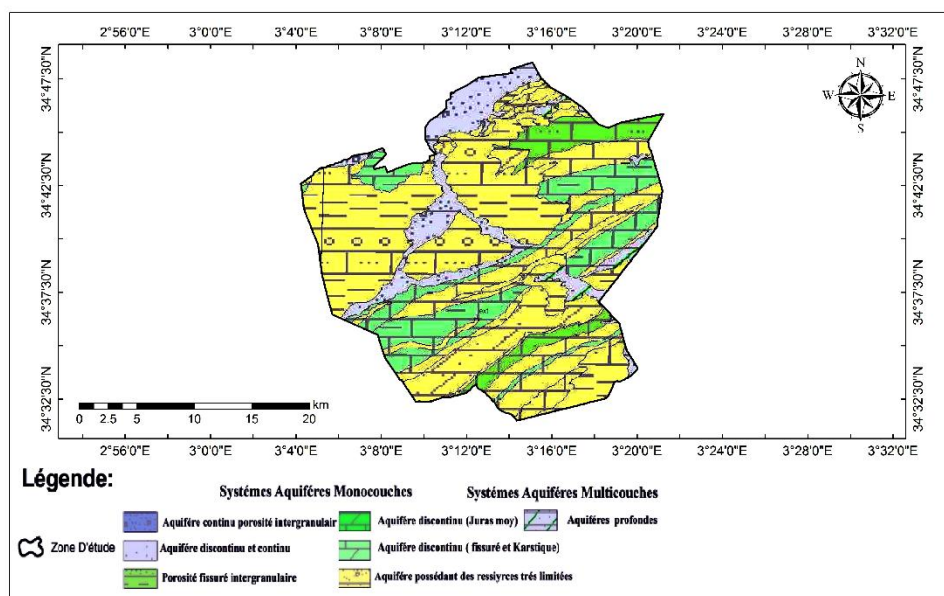 2°56'0"E 3°0'0"E 3°4'0"E 3°8'0"E 3°12'0"E 3°16'0"E 3°20'0"E 3°24'0"E 3°28'0"E 3°32'0"E
34°47'30"N 34°47'30"N
N
W E
S
34°42'30"N 34°42'30"N
34°37'30"N 34°37'30"N
34°32'30"N 34°32'30"N
km
0 2.5 5 10 15 20
2°56'0"E 3°0'0"E 3°4'0"E 3°8'0"E 3°12'0"E 3°16'0"E 3°20'0"E 3°24'0"E 3°28'0"E 3°32'0"E
Légende:
Systémes Aquiféres Monocouches Systémes Aquiféres Multicouches
Aquifére continu porosité intergranulair Aquifére discontinu (Juras moy) Aquiféres profondes
Zone D'étude Aquifére discontinu et continu Aquifére discontinu ( fissuré et Karstique)
Porosité fissuré intergranulaire Aquifére possédant des ressiyrces trés limitées